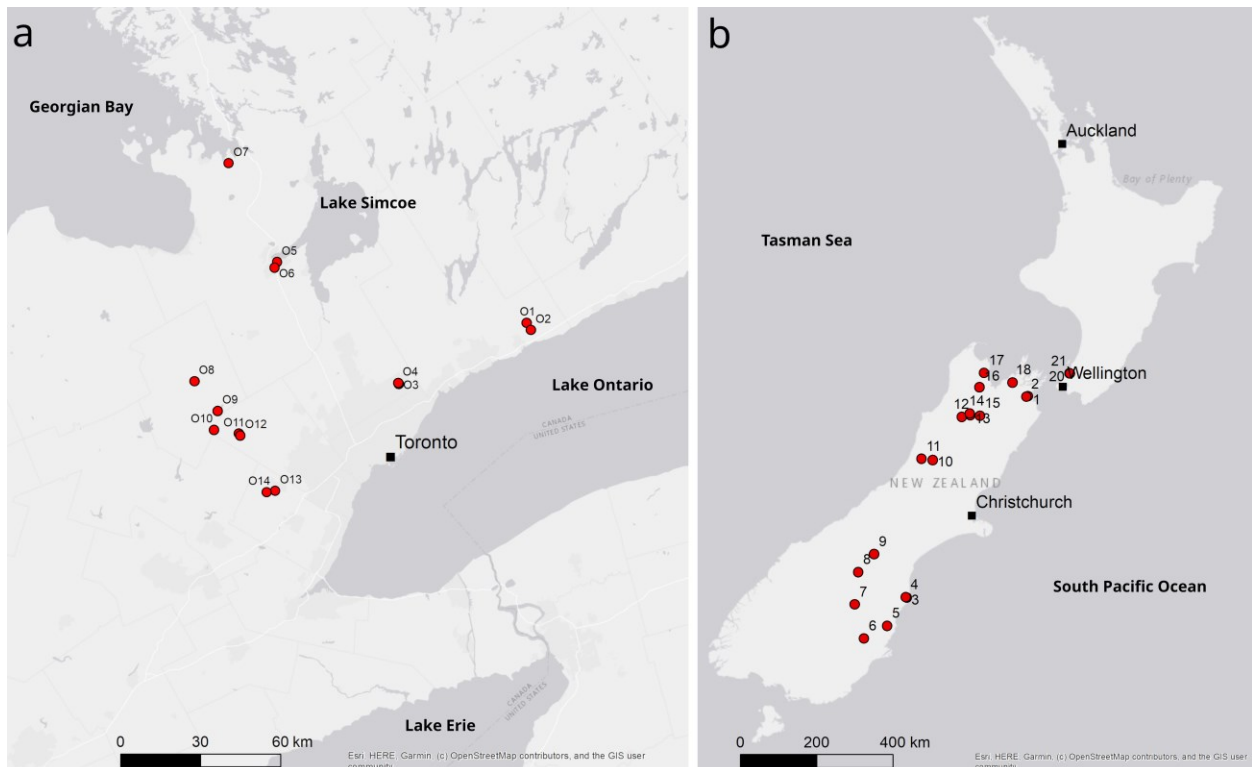 a
Georgian Bay
O7
Lake Simcoe
O5
O6
O1
O2
O8
O4
O3
Lake Ontario
O9
O10
O11
O12
CANADA
UNITED STATES
Toronto
O14
O13
CANADA
UNITED STATES
Lake Erie
0
30
60 km
Esri, HERE, Garmin, (c) OpenStreetMap contributors, and the GIS user
community
b
Auckland
Bay of Plenty
Tasman Sea
17
16
18
21
20
Wellington
2
1
12
14
15
13
11
10
NEW ZEALAND
Christchurch
9
8
7
4
3
5
6
South Pacific Ocean
0
200
400 km
Esri, HERE, Garmin, (c) OpenStreetMap contributors, and the GIS user
community